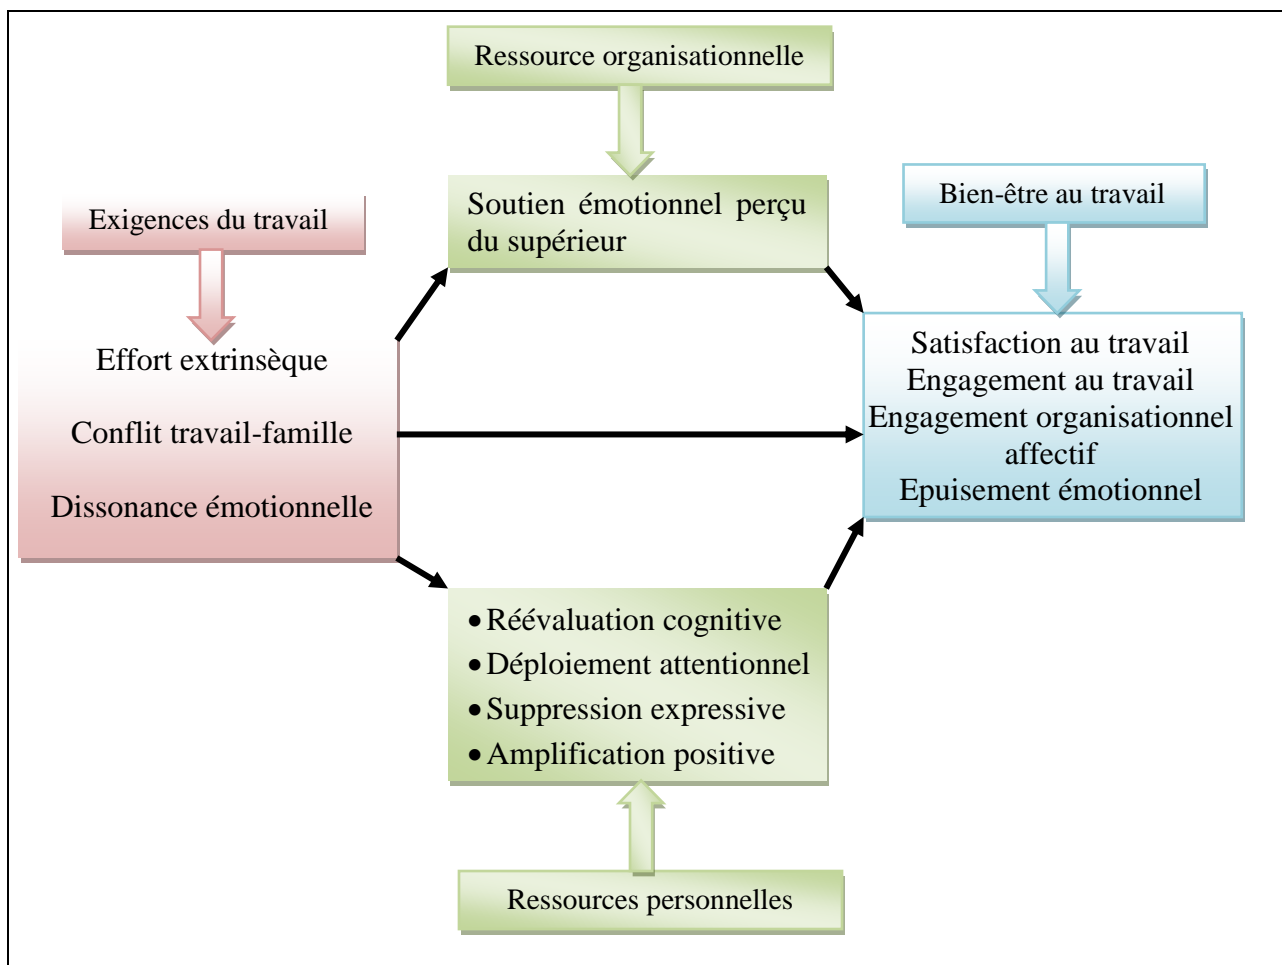 Ressource organisationnelle
Soutien émotionnel perçu
du supérieur
Bien-être au travail
Exigences du travail
Effort extrinsèque
Conflit travail-famille
Dissonance émotionnelle
Satisfaction au travail
Engagement au travail
Engagement organisationnel
affectif
Epuisement émotionnel
• Réévaluation cognitive
• Déploiement attentionnel
• Suppression expressive
• Amplification positive
Ressources personnelles